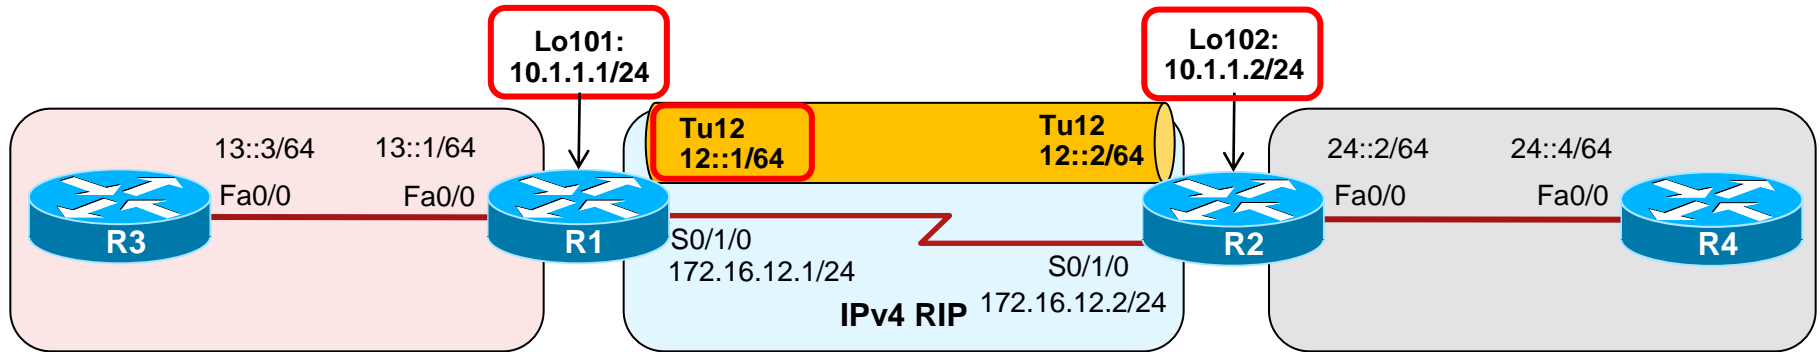 Lo101:
10.1.1.1/24
Lo102:
10.1.1.2/24
Tu12
12::1/64
Tu12
12::2/64
13::3/64
13::1/64
24::2/64
24::4/64
Fa0/0
Fa0/0
Fa0/0
Fa0/0
R3
R1
R2
R4
S0/1/0
172.16.12.1/24
S0/1/0
172.16.12.2/24
IPv4 RIP